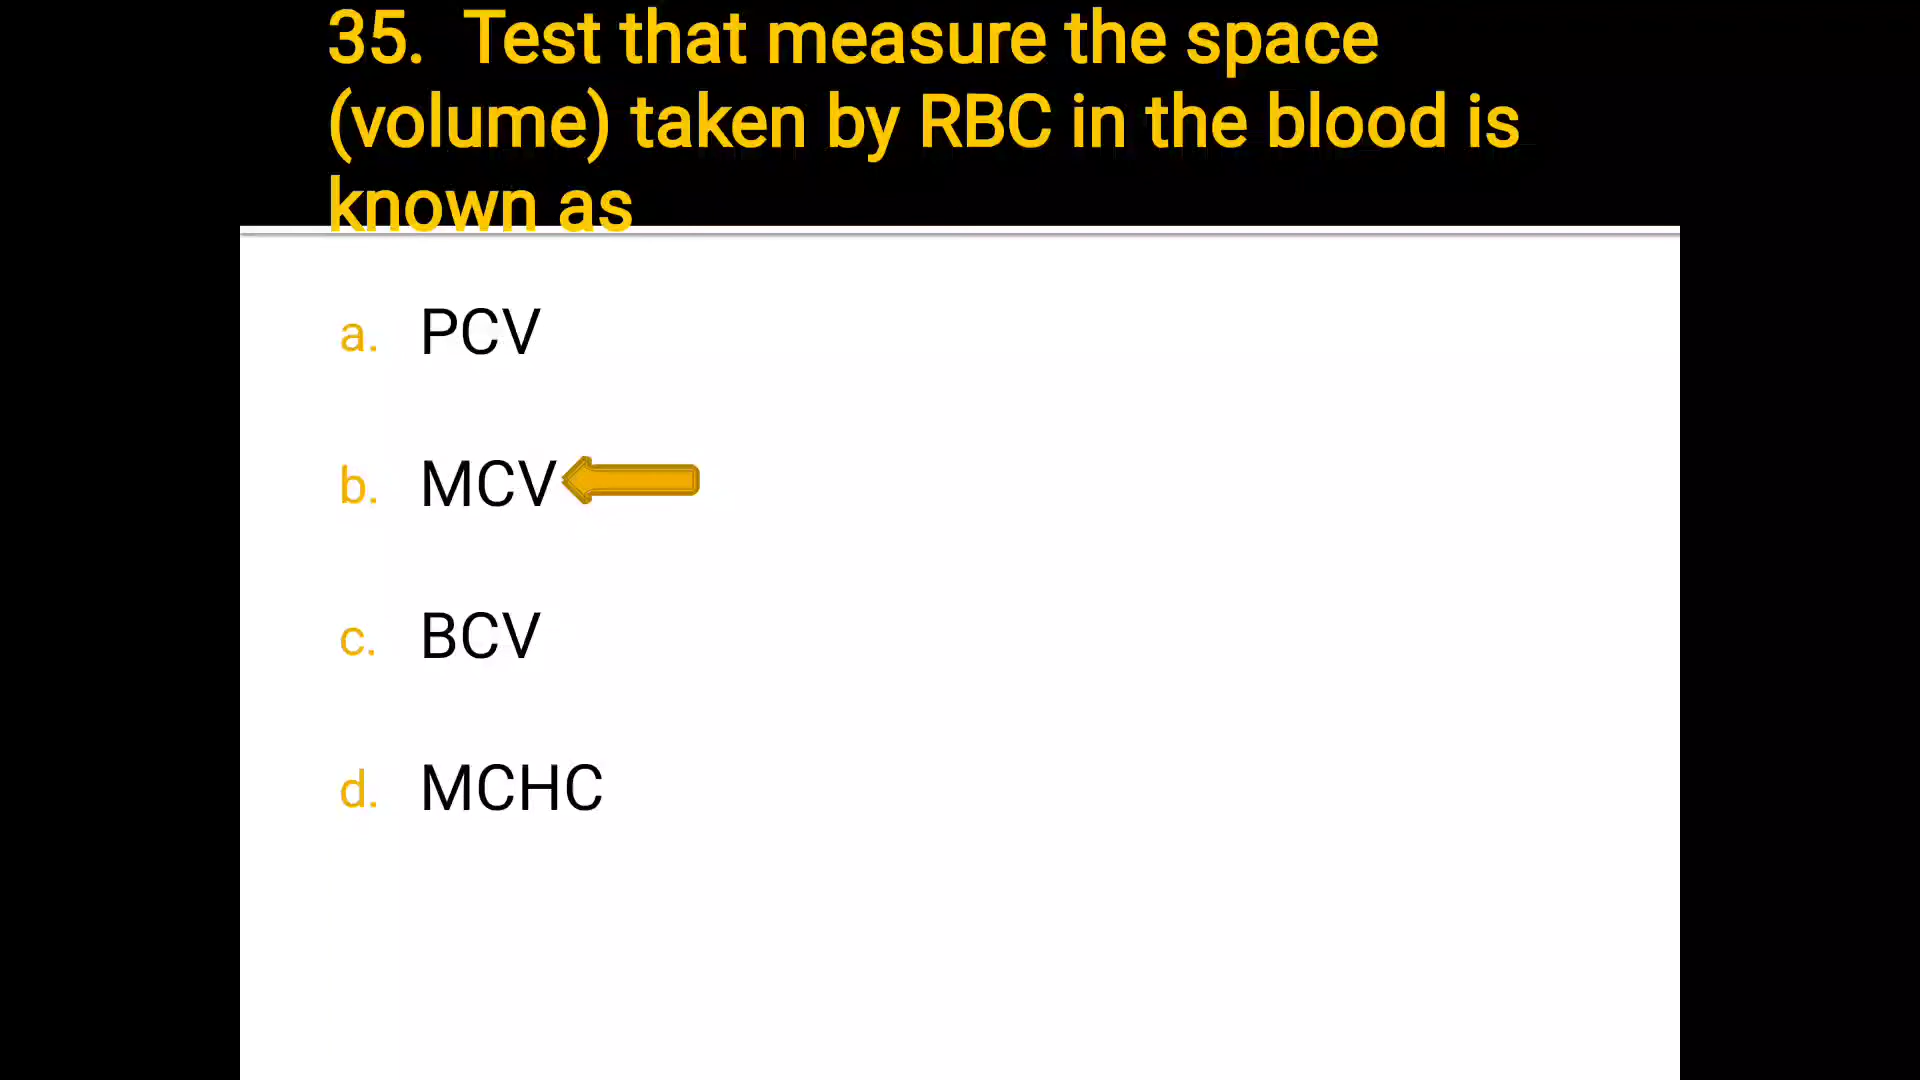 35. Test that measure the space
(volume) taken by RBC in the blood is
known as
a. PCV
b. MCV
c. BCV
d. MCHC